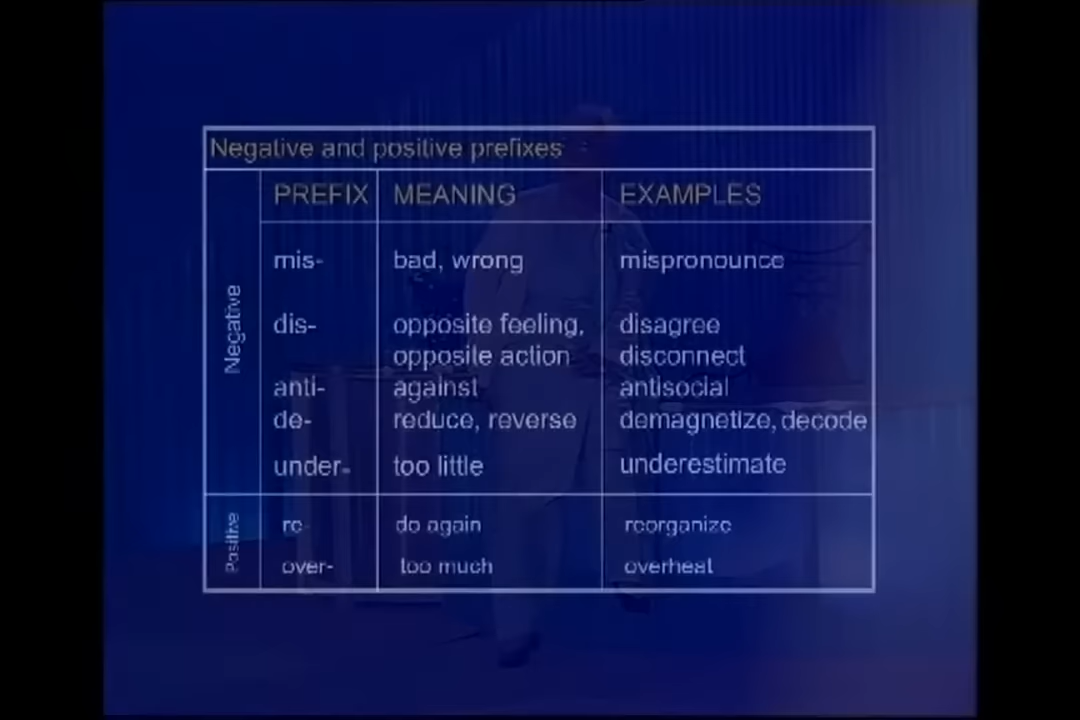 Negative and positive prefixes
PREFIX MEANING EXAMPLES
Negative
mis- bad, wrong mispronounce
dis- opposite feeling, disagree
opposite action disconnect
anti- against antisocial
de- reduce, reverse demagnetize, decode
under- too little underestimate
Positive
re- do again reorganize
over- too much overheat